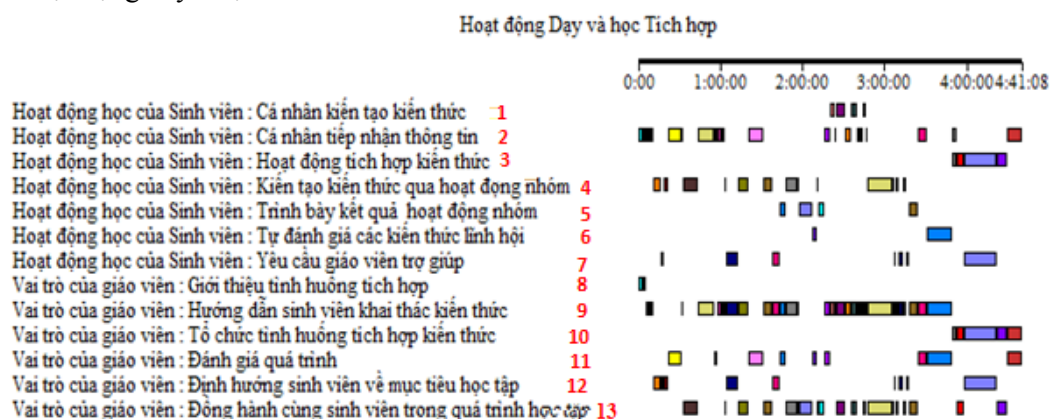 Hoạt động Dạy và học Tích hợp
0:00 1:00:00 2:00:00 3:00:00 4:00:00 4:41:08
Hoạt động học của Sinh viên : Cá nhân kiến tạo kiến thức 1
Hoạt động học của Sinh viên : Cá nhân tiếp nhận thông tin 2
Hoạt động học của Sinh viên : Hoạt động tích hợp kiến thức 3
Hoạt động học của Sinh viên : Kiến tạo kiến thức qua hoạt đọng nhóm 4
Hoạt động học của Sinh viên : Trình bày kết quả hoạt động nhóm 5
Hoạt động học của Sinh viên : Tự đánh giá các kiến thức lĩnh hội 6
Hoạt động học của Sinh viên : Yêu cầu giáo viên trợ giúp 7
Vai trò của giáo viên : Giới thiệu tình huống tích hợp 8
Vai trò của giáo viên : Hướng dẫn sinh viên khai thác kiến thức 9
Vai trò của giáo viên : Tổ chức tình huống tích hợp kiến thức 10
Vai trò của giáo viên : Đánh giá quá trình 11
Vai trò của giáo viên : Định hướng sinh viên về mục tiêu học tập 12
Vai trò của giáo viên : Đồng hành cùng sinh viên trong quá trình học tập 13